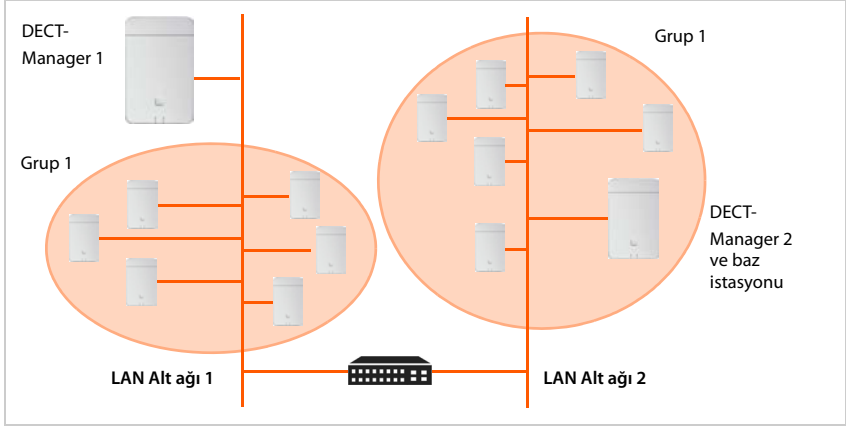 DECT-
Manager 1
Grup 1
Grup 1
DECT-
Manager 2
ve baz
istasyonu
LAN Alt ağı 1
LAN Alt ağı 2